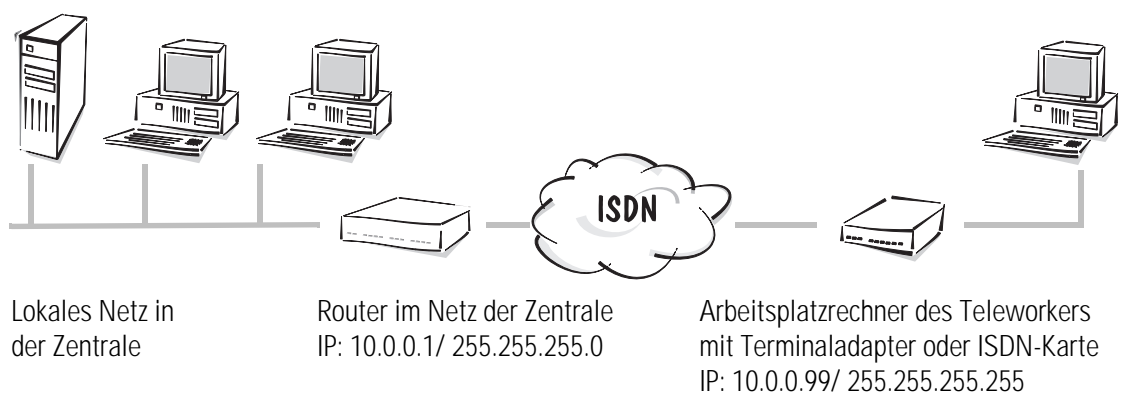 ISDN
Lokales Netz in
der Zentrale
Router im Netz der Zentrale
IP: 10.0.0.1/ 255.255.255.0
Arbeitsplatzrechner des Teleworkers
mit Terminaladapter oder ISDN-Karte
IP: 10.0.0.99/ 255.255.255.255